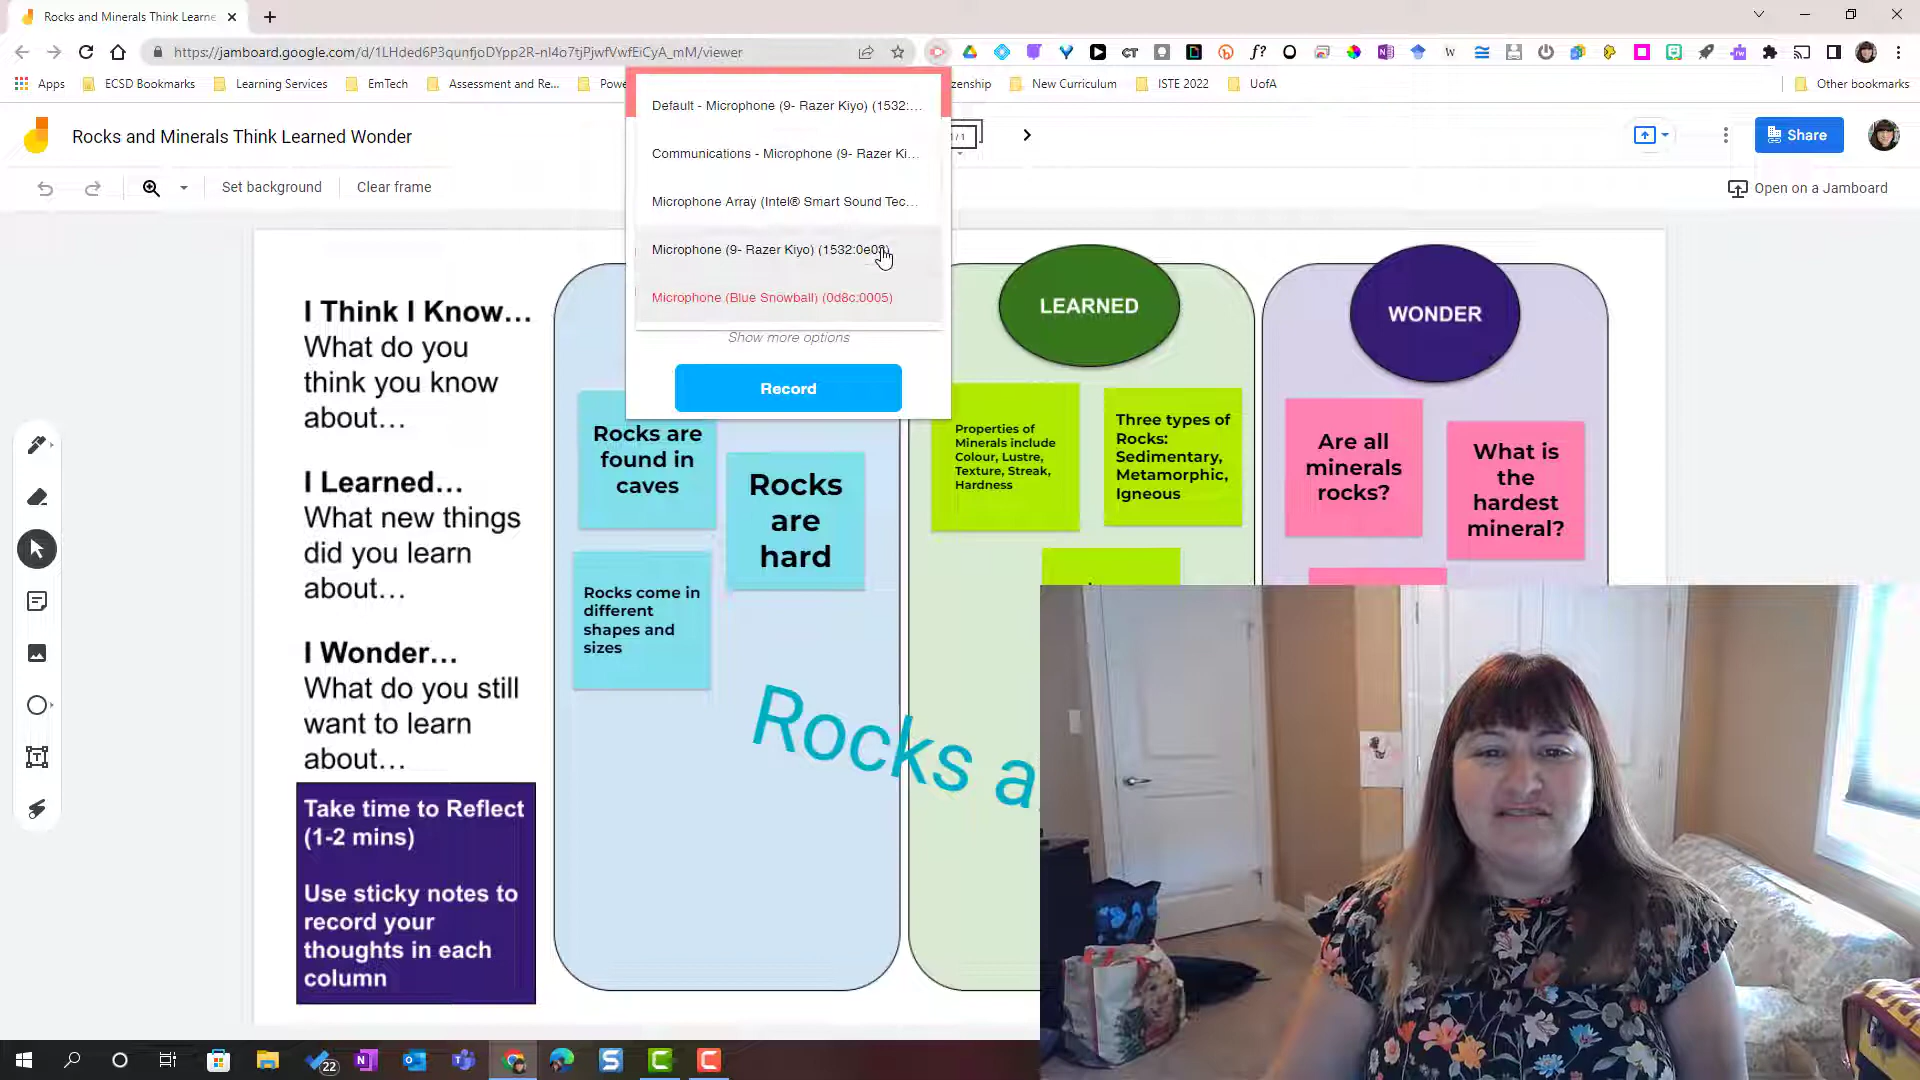 Rocks and Minerals Think Learne
https://jamboard.google.com/d/1LHded6P3qunfjoDYpp2R-nl4o7tjPjwfVwfEiCyA_mM/viewer
Apps
ECSD Bookmarks
Learning Services
EmTech
Assessment and Re...
Powe
zenship
New Curriculum
ISTE 2022
UofA
Other bookmarks
Rocks and Minerals Think Learned Wonder
1 / 1
Share
Set background
Clear frame
Open on a Jamboard
Default - Microphone (9- Razer Kiyo) (1532:...
Communications - Microphone (9- Razer Ki...
Microphone Array (Intel® Smart Sound Tec...
Microphone (9- Razer Kiyo)
Microphone (Blue Snowball) (0d8c:0005)
Show more options
Record
I Think I Know...
What do you
think you know
about...
I Learned...
What new things
did you learn
about...
I Wonder...
What do you still
want to learn
about...
Take time to Reflect
(1-2 mins)
Use sticky notes to
record your
thoughts in each
column
Rocks are
found in
caves
Rocks
are
hard
Rocks come in
different
shapes and
sizes
Rocks a
LEARNED
Properties of
Minerals include
Colour, Lustre,
Texture, Streak,
Hardness
Three types of
Rocks:
Sedimentary,
Metamorphic,
Igneous
WONDER
Are all
minerals
rocks?
What is
the
hardest
mineral?
22